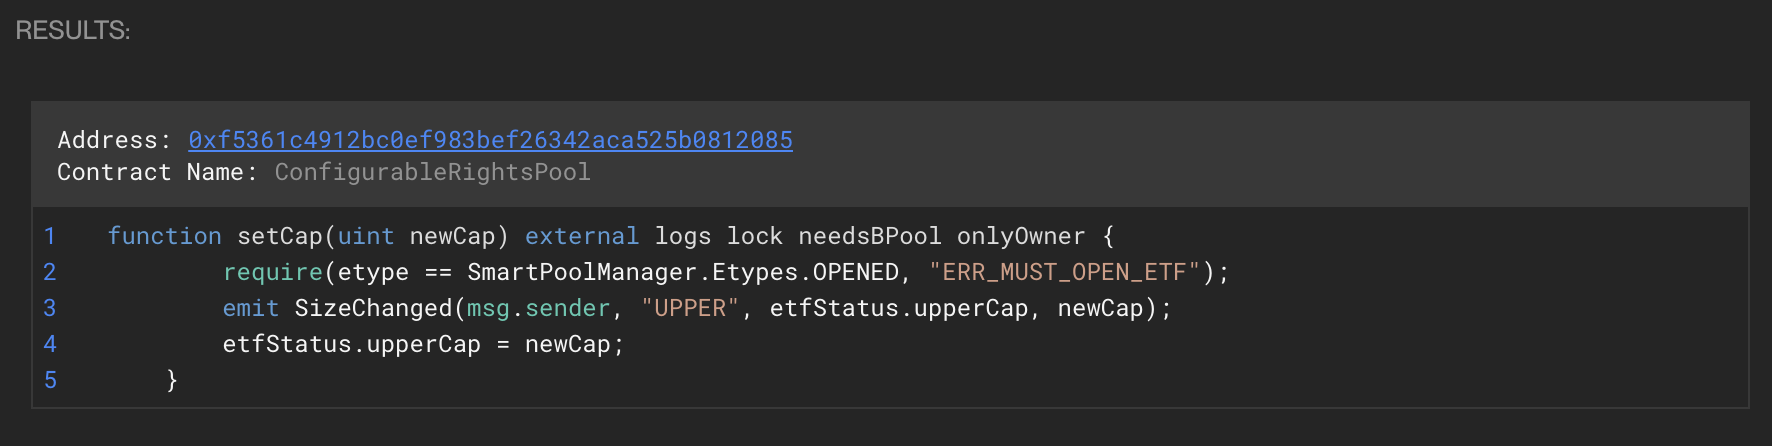 RESULTS:
Address: 0xf5361c4912bc0ef983bef26342aca525b0812085
Contract Name: ConfigurableRightsPool
1 function setCap(uint newCap) external logs lock needsBPool onlyOwner {
2 require(etype == SmartPoolManager.Etypes.OPENED, "ERR_MUST_OPEN_ETF");
3 emit SizeChanged(msg.sender, "UPPER", etfStatus.upperCap, newCap);
4 etfStatus.upperCap = newCap;
5 }